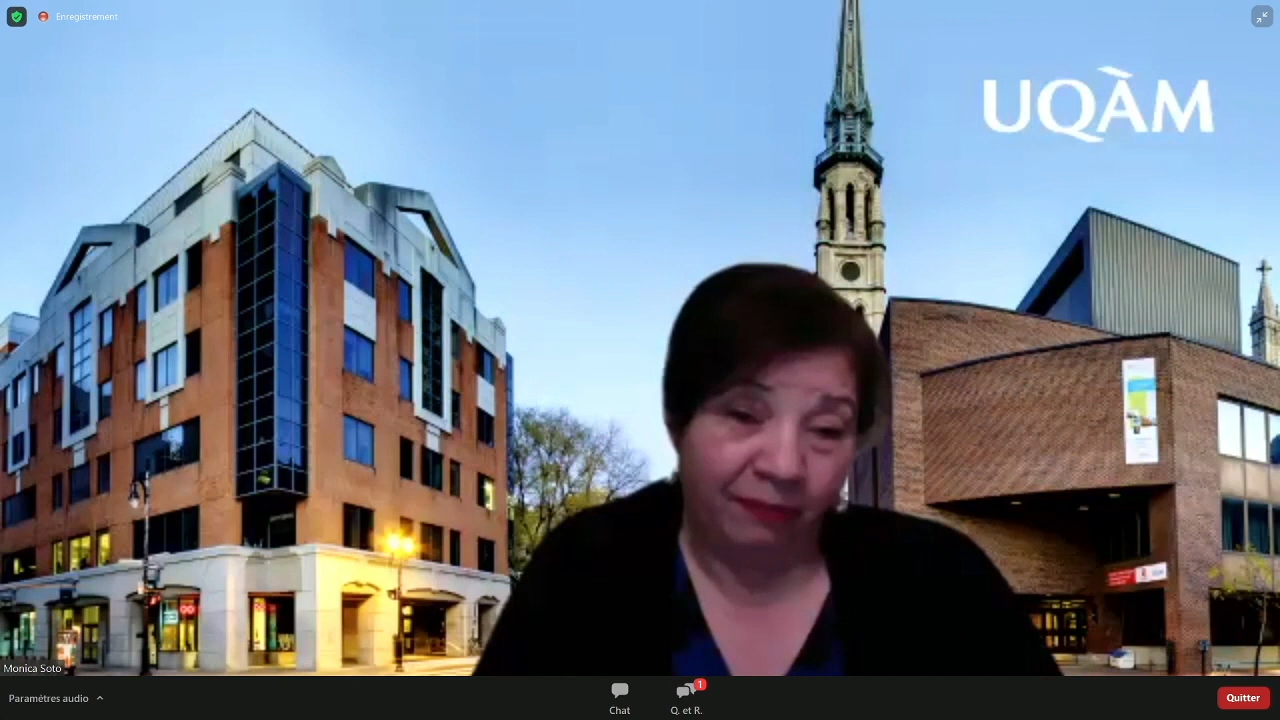 Enregistrement
UQÀM
Monica Soto
Paramètres audio
Chat
1
Q. et R.
Quitter